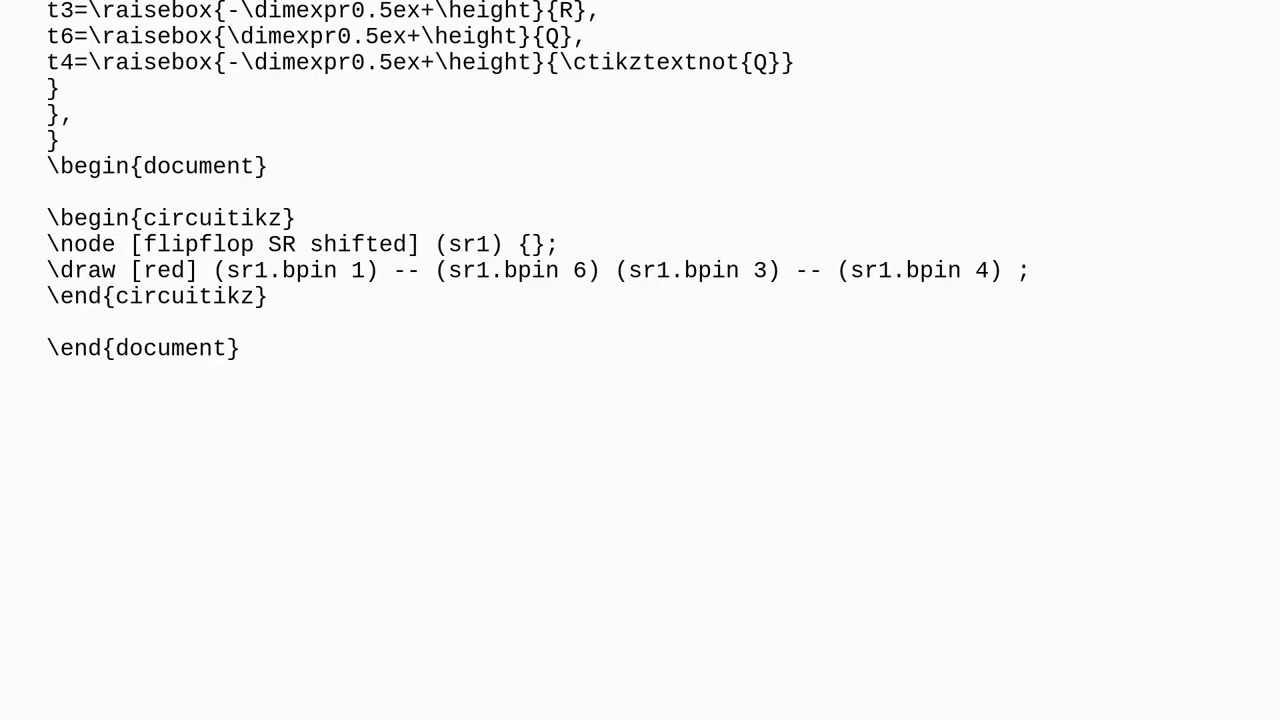 t3=\raisebox{-\dimexpr0.5ex+\height}{R},
t6=\raisebox{\dimexpr0.5ex+\height}{Q},
t4=\raisebox{-\dimexpr0.5ex+\height}{\ctikztextnot{Q}}
}
},
}
\begin{document}
\begin{circuitikz}
\node [flipflop SR shifted] (sr1) {};
\draw [red] (sr1.bpin 1) -- (sr1.bpin 6) (sr1.bpin 3) -- (sr1.bpin 4) ;
\end{circuitikz}
\end{document}